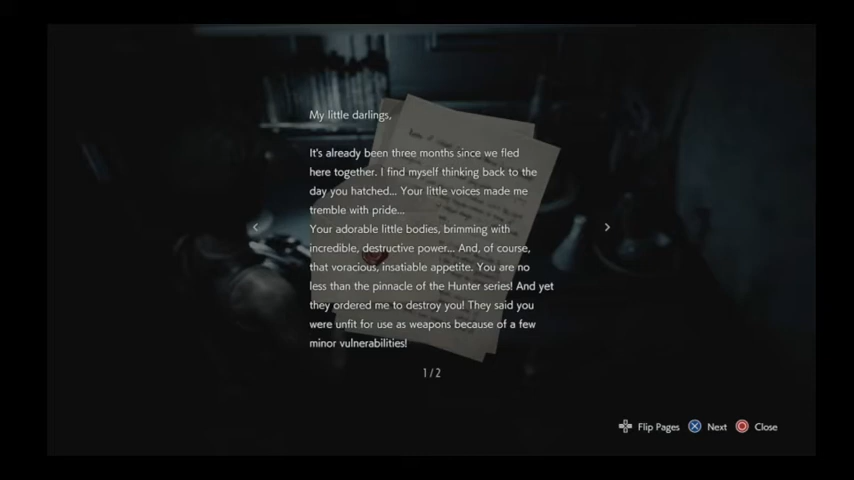 My little darlings,
It's already been three months since we fled
here together. I find myself thinking back to the
day you hatched... Your little voices made me
tremble with pride...
Your adorable little bodies, brimming with
incredible, destructive power... And, of course,
that voracious, insatiable appetite. You are no
less than the pinnacle of the Hunter series! And yet
they ordered me to destroy you! They said you
were unfit for use as weapons because of a few
minor vulnerabilities!
1/2
Flip Pages Next Close